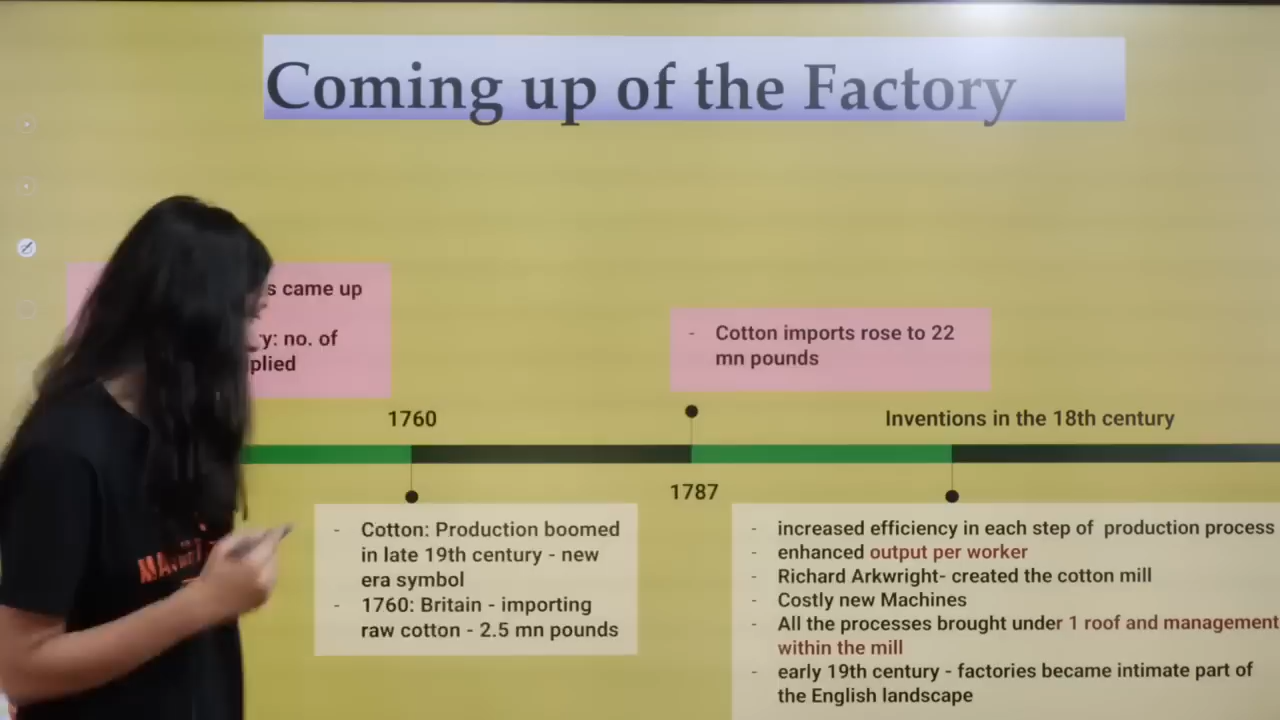 Coming up of the Factory
s came up
y: no. of
plied
Cotton imports rose to 22
mn pounds
1760
Inventions in the 18th century
1787
- Cotton: Production boomed
in late 19th century - new
era symbol
- 1760: Britain - importing
raw cotton - 2.5 mn pounds
- increased efficiency in each step of production process
- enhanced output per worker
- Richard Arkwright- created the cotton mill
- Costly new Machines
- All the processes brought under 1 roof and management
within the mill
- early 19th century - factories became intimate part of
the English landscape